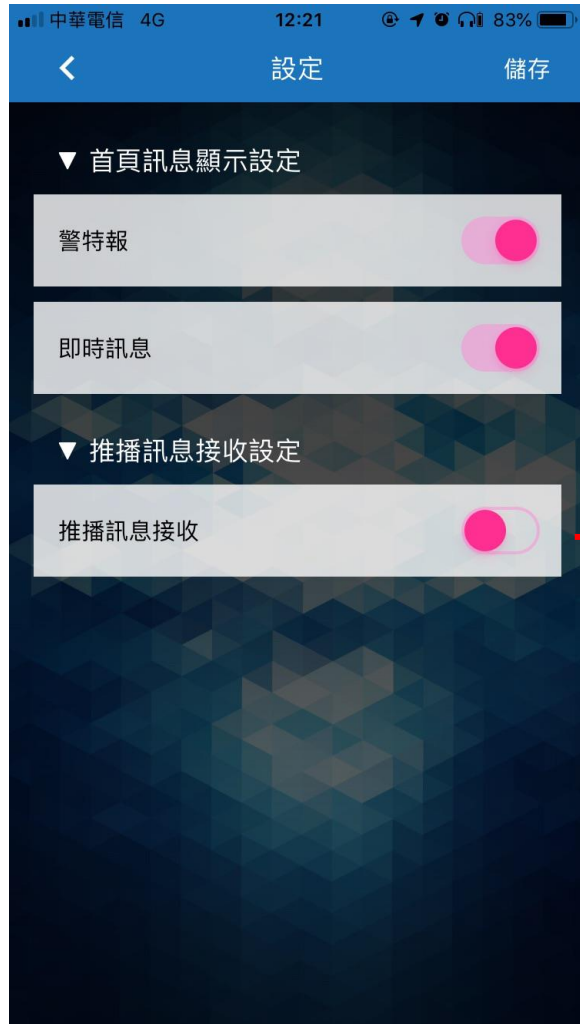 中華電信 4G 12:21 83%
設定 儲存
▼ 首頁訊息顯示設定
警特報
即時訊息
▼ 推播訊息接收設定
推播訊息接收